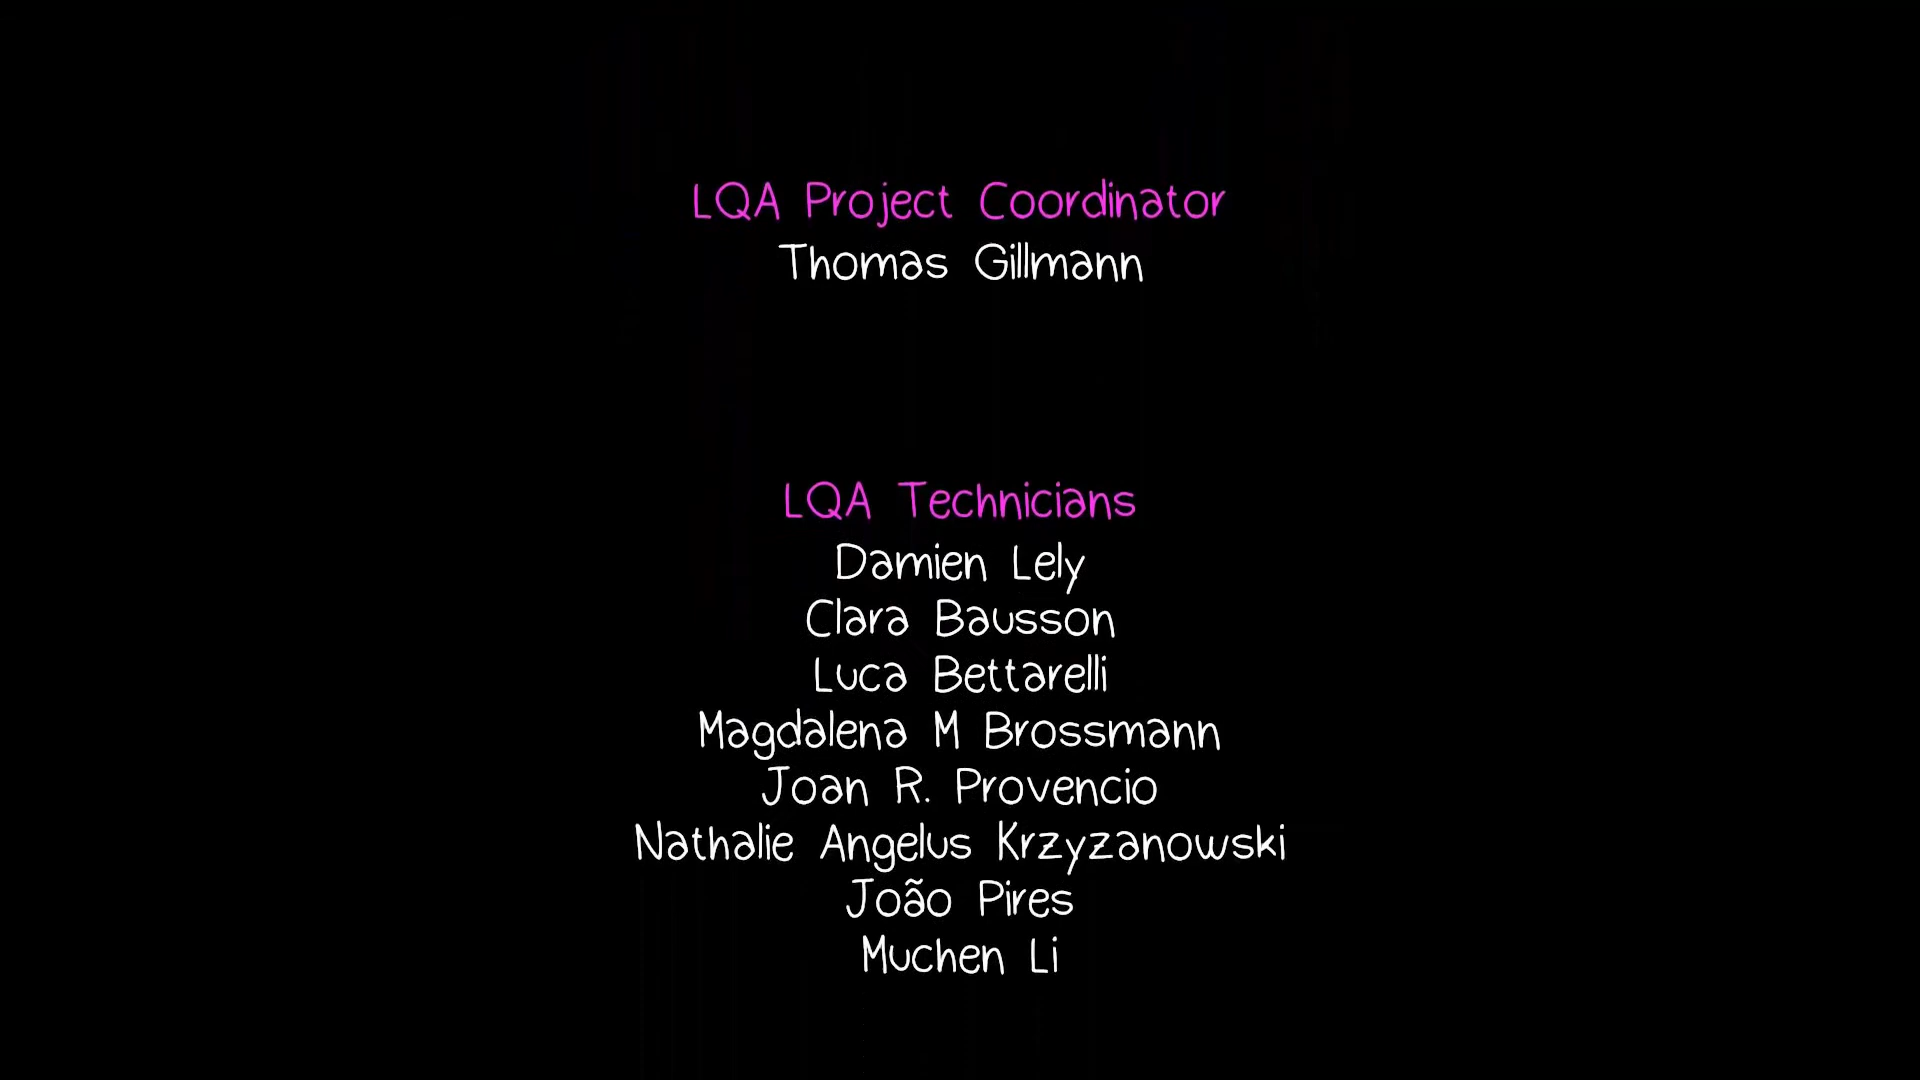 LQA Project Coordinator
Thomas Gillmann
LQA Technicians
Damien Lely
Clara Bausson
Luca Bettarelli
Magdalena M Brossmann
Joan R. Provencio
Nathalie Angelus Krzyzanowski
João Pires
Muchen Li